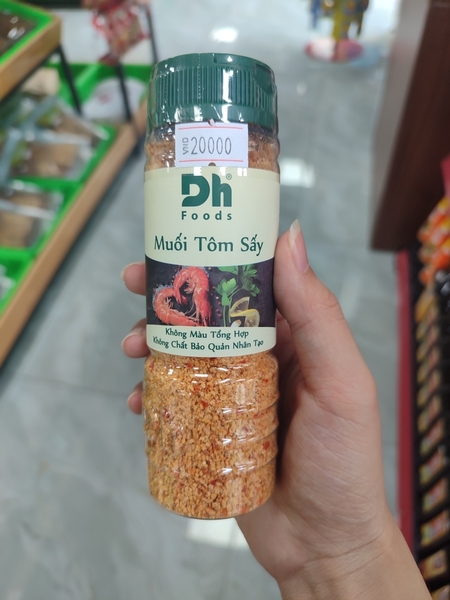 VND 20000
Dh®
Foods
Muối Tôm Sấy
Không Màu Tổng Hợp
Không Chất Bảo Quản Nhân Tạo